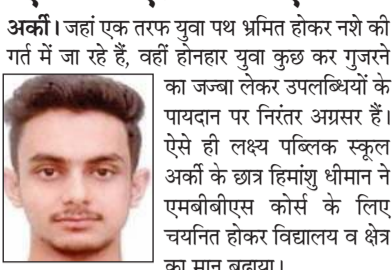 अर्की। जहां एक तरफ युवा पथ भ्रमित होकर नशे की
गर्त में जा रहे हैं, वहीं होनहार युवा कुछ कर गुजरने
का जज्बा लेकर उपलब्धियों के
पायदान पर निरंतर अग्रसर हैं।
ऐसे ही लक्ष्य पब्लिक स्कूल
अर्की के छात्र हिमांशु धीमान ने
एमबीबीएस कोर्स के लिए
चयनित होकर विद्यालय व क्षेत्र
का मान बढ़ाया।